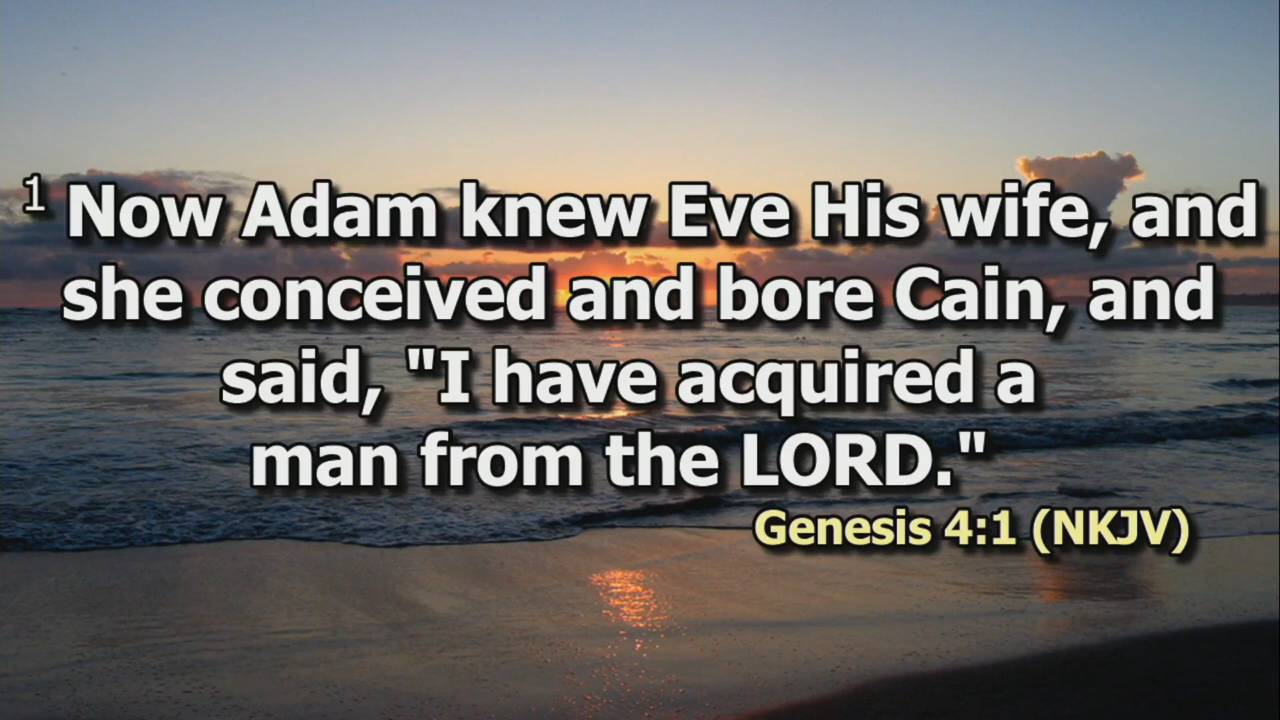 1 Now Adam knew Eve His wife, and
she conceived and bore Cain, and
said, "I have acquired a
man from the LORD."
Genesis 4:1 (NKJV)